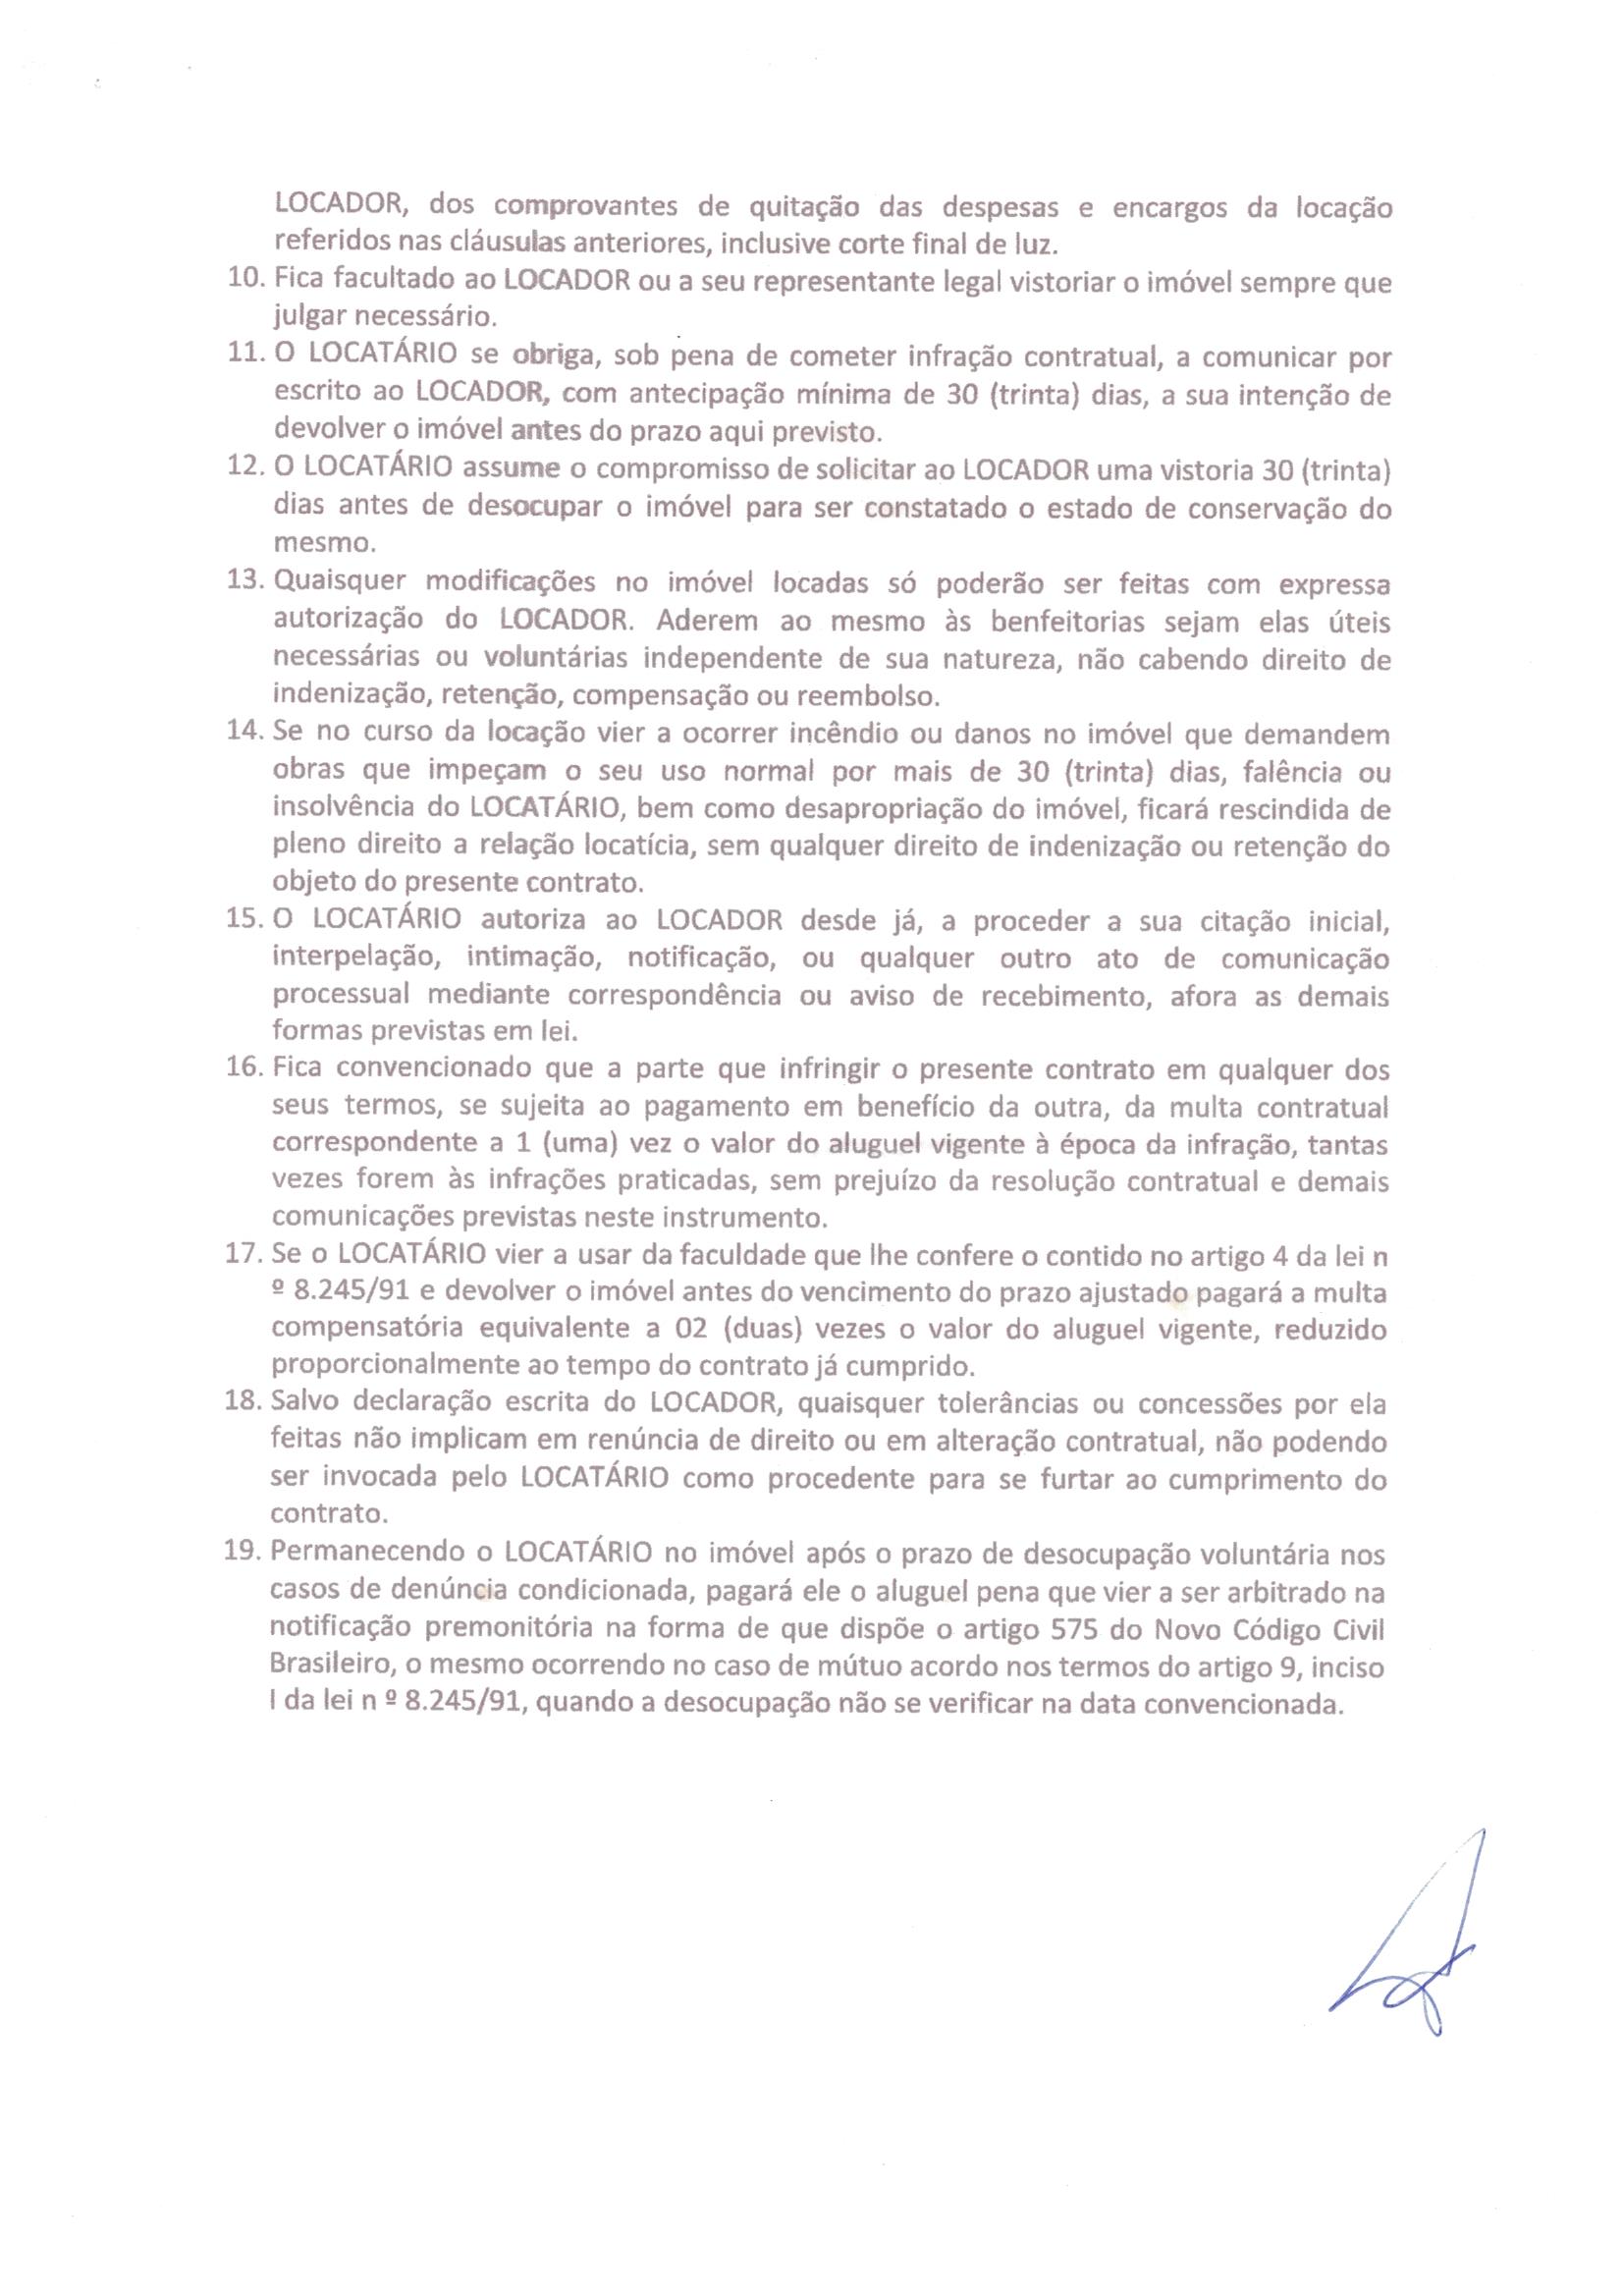 LOCADOR, dos comprovantes de quitação das despesas e encargos da locação
referidos nas cláusulas anteriores, inclusive corte final de luz.
10. Fica facultado ao LOCADOR ou a seu representante legal vistoriar o imóvel sempre que
julgar necessário.
11. O LOCATÁRIO se obriga, sob pena de cometer infração contratual, a comunicar por
escrito ao LOCADOR, com antecipação mínima de 30 (trinta) dias, a sua intenção de
devolver o imóvel antes do prazo aqui previsto.
12. O LOCATÁRIO assume o compromisso de solicitar ao LOCADOR uma vistoria 30 (trinta)
dias antes de desocupar o imóvel para ser constatado o estado de conservação do
mesmo.
13. Quaisquer modificações no imóvel locadas só poderão ser feitas com expressa
autorização do LOCADOR. Aderem ao mesmo às benfeitorias sejam elas úteis
necessárias ou voluntárias independente de sua natureza, não cabendo direito de
indenização, retenção, compensação ou reembolso.
14. Se no curso da locação vier a ocorrer incêndio ou danos no imóvel que demandem
obras que impeçam o seu uso normal por mais de 30 (trinta) dias, falência ou
insolvência do LOCATÁRIO, bem como desapropriação do imóvel, ficará rescindida de
pleno direito a relação locatícia, sem qualquer direito de indenização ou retenção do
objeto do presente contrato.
15. O LOCATÁRIO autoriza ao LOCADOR desde já, a proceder a sua citação inicial,
interpelação, intimação, notificação, ou qualquer outro ato de comunicação
processual mediante correspondência ou aviso de recebimento, afora as demais
formas previstas em lei.
16. Fica convencionado que a parte que infringir o presente contrato em qualquer dos
seus termos, se sujeita ao pagamento em benefício da outra, da multa contratual
correspondente a 1 (uma) vez o valor do aluguel vigente à época da infração, tantas
vezes forem às infrações praticadas, sem prejuízo da resolução contratual e demais
comunicações previstas neste instrumento.
17. Se o LOCATÁRIO vier a usar da faculdade que lhe confere o contido no artigo 4 da lei n
º 8.245/91 e devolver o imóvel antes do vencimento do prazo ajustado pagará a multa
compensatória equivalente a 02 (duas) vezes o valor do aluguel vigente, reduzido
proporcionalmente ao tempo do contrato já cumprido.
18. Salvo declaração escrita do LOCADOR, quaisquer tolerâncias ou concessões por ela
feitas não implicam em renúncia de direito ou em alteração contratual, não podendo
ser invocada pelo LOCATÁRIO como procedente para se furtar ao cumprimento do
contrato.
19. Permanecendo o LOCATÁRIO no imóvel após o prazo de desocupação voluntária nos
casos de denúncia condicionada, pagará ele o aluguel pena que vier a ser arbitrado na
notificação premonitória na forma de que dispõe o artigo 575 do Novo Código Civil
Brasileiro, o mesmo ocorrendo no caso de mútuo acordo nos termos do artigo 9, inciso
I da lei n º 8.245/91, quando a desocupação não se verificar na data convencionada.